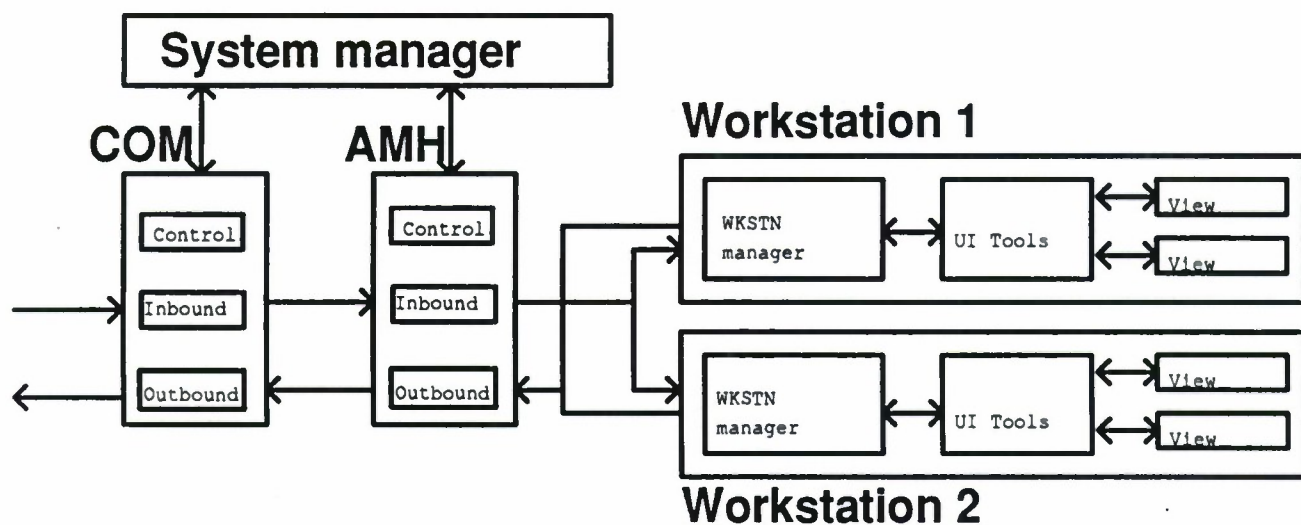 System manager
COM
AMH
Workstation 1
Control
Inbound
Outbound
Control
Inbound
Outbound
WKSTN
manager
UI Tools
View
View
WKSTN
manager
UI Tools
View
View
Workstation 2